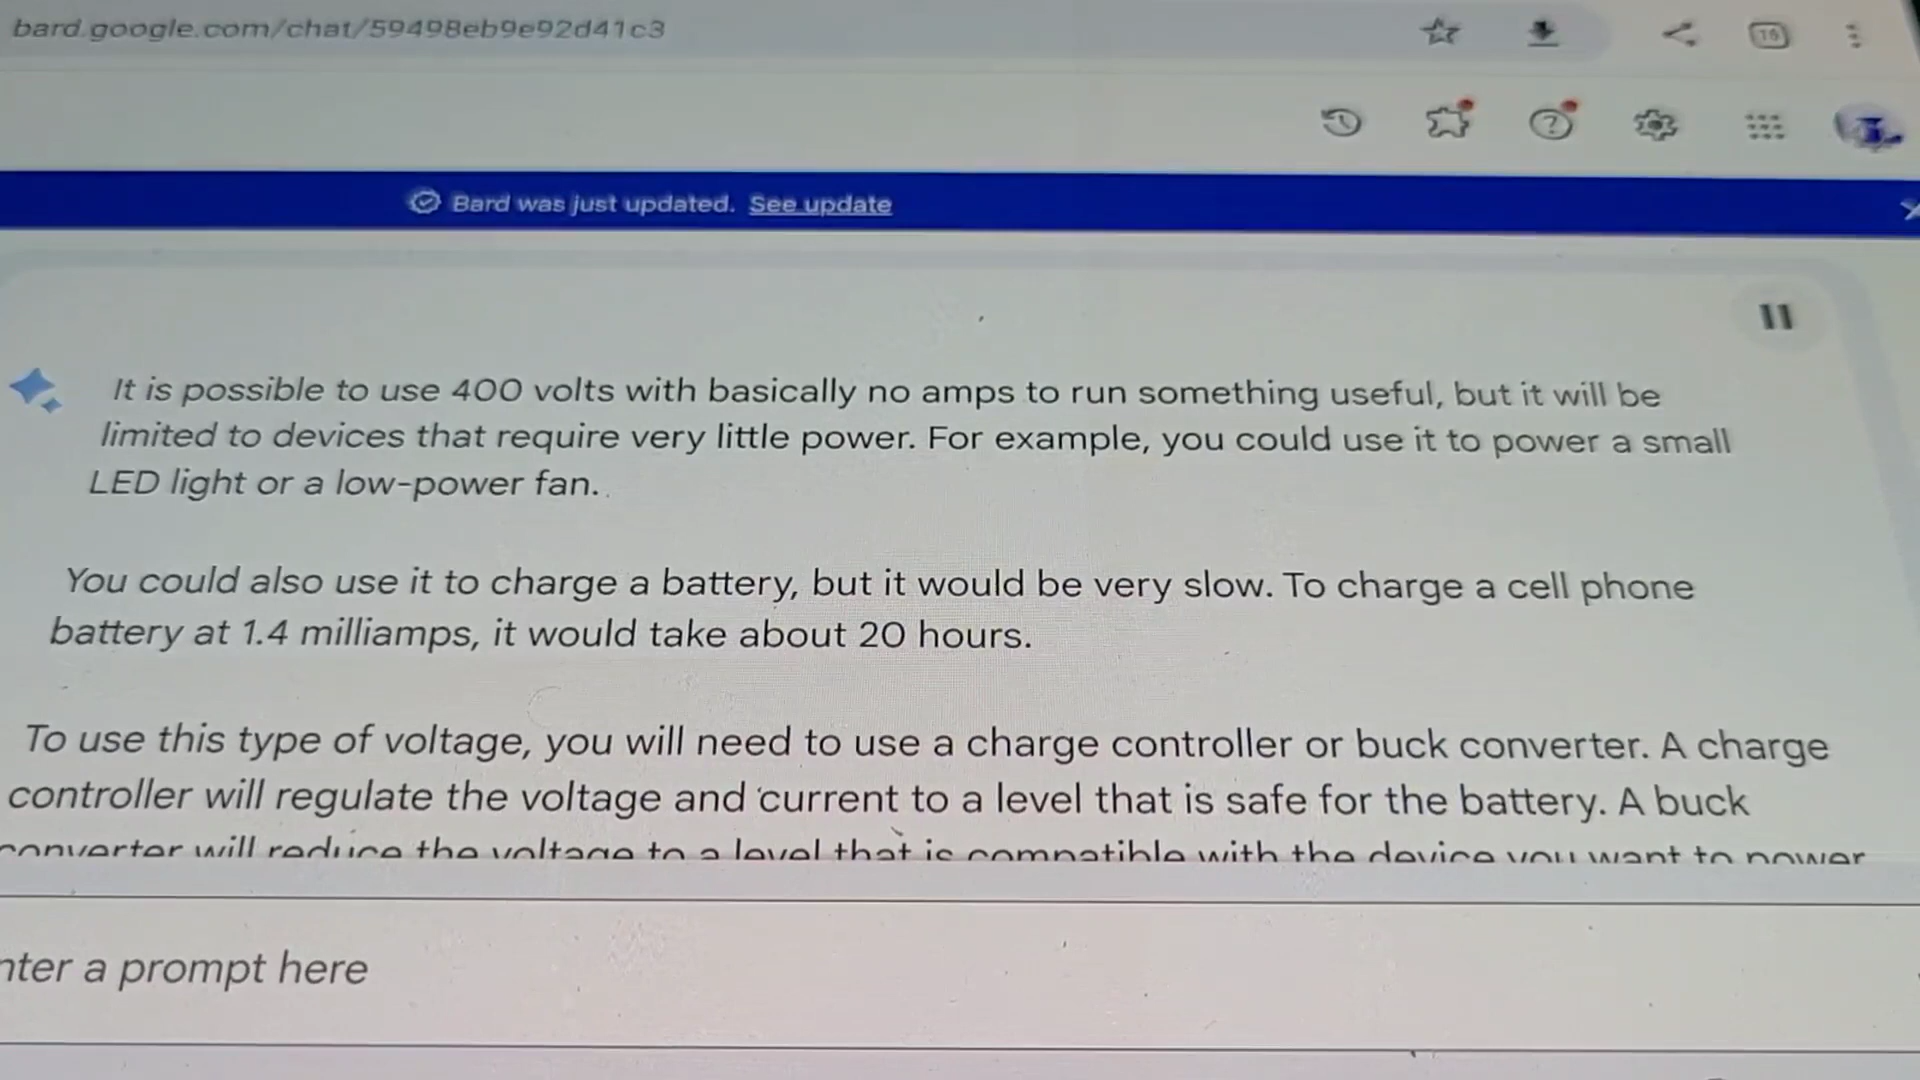 bard.google.com/chat/59498eb9e92d41c3
Bard was just updated. See update
It is possible to use 400 volts with basically no amps to run something useful, but it will be
limited to devices that require very little power. For example, you could use it to power a small
LED light or a low-power fan.
You could also use it to charge a battery, but it would be very slow. To charge a cell phone
battery at 1.4 milliamps, it would take about 20 hours.
To use this type of voltage, you will need to use a charge controller or buck converter. A charge
controller will regulate the voltage and current to a level that is safe for the battery. A buck
converter will reduce the voltage to a level that is compatible with the device you want to power
nter a prompt here